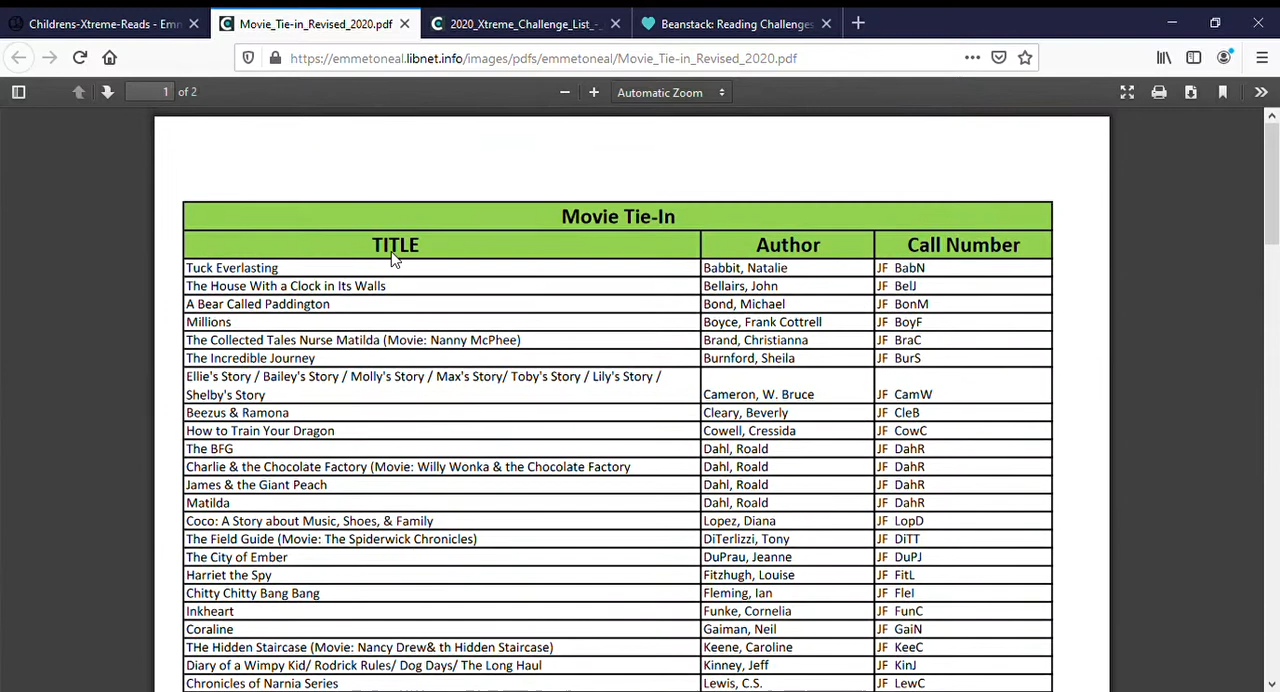 Childrens-Xtreme-Reads - Emm
Movie_Tie-in_Revised_2020.pdf
2020_Xtreme_Challenge_List_-
Beanstack: Reading Challenges
https://emmetoneal.libnet.info/images/pdfs/emmetoneal/Movie_Tie-in_Revised_2020.pdf
1 of 2
Automatic Zoom
Movie Tie-In
TITLE Author Call Number
Tuck Everlasting Babbit, Natalie JF BabN
The House With a Clock in Its Walls Bellairs, John JF BelJ
A Bear Called Paddington Bond, Michael JF BonM
Millions Boyce, Frank Cottrell JF BoyF
The Collected Tales Nurse Matilda (Movie: Nanny McPhee) Brand, Christianna JF BraC
The Incredible Journey Burnford, Sheila JF BurS
Ellie's Story / Bailey's Story / Molly's Story / Max's Story/ Toby's Story / Lily's Story /
Shelby's Story Cameron, W. Bruce JF CamW
Beezus & Ramona Cleary, Beverly JF CleB
How to Train Your Dragon Cowell, Cressida JF CowC
The BFG Dahl, Roald JF DahR
Charlie & the Chocolate Factory (Movie: Willy Wonka & the Chocolate Factory Dahl, Roald JF DahR
James & the Giant Peach Dahl, Roald JF DahR
Matilda Dahl, Roald JF DahR
Coco: A Story about Music, Shoes, & Family Lopez, Diana JF LopD
The Field Guide (Movie: The Spiderwick Chronicles) DiTerlizzi, Tony JF DiTT
The City of Ember DuPrau, Jeanne JF DuPJ
Harriet the Spy Fitzhugh, Louise JF FitL
Chitty Chitty Bang Bang Fleming, Ian JF FleI
Inkheart Funke, Cornelia JF FunC
Coraline Gaiman, Neil JF GaiN
THe Hidden Staircase (Movie: Nancy Drew& th Hidden Staircase) Keene, Caroline JF KeeC
Diary of a Wimpy Kid/ Rodrick Rules/ Dog Days/ The Long Haul Kinney, Jeff JF KinJ
Chronicles of Narnia Series Lewis, C.S. JF LewC